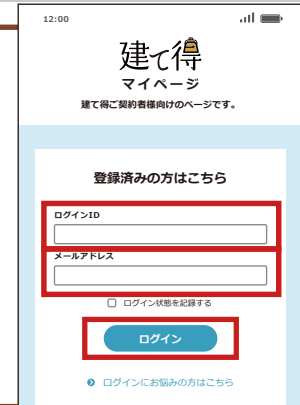 12:00
建て得
マイページ
建て得ご契約者様向けのページです。
登録済みの方はこちら
ログインID
メールアドレス
ログイン状態を記録する
ログイン
ログインにお悩みの方はこちら